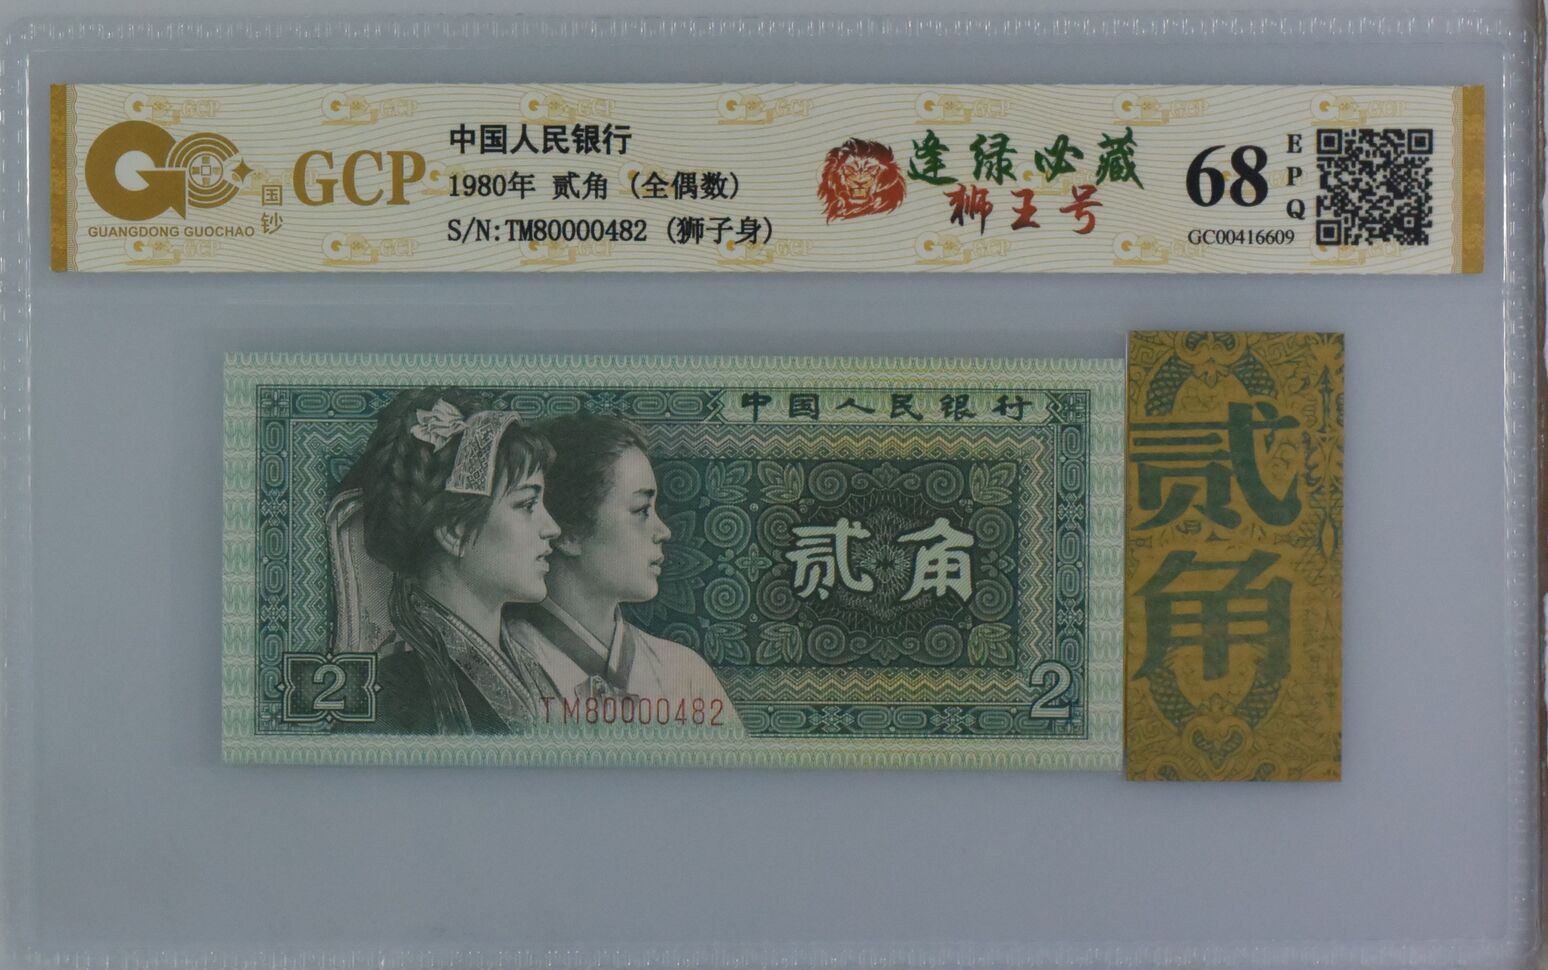 GUANGDONG GUOCHAO
国钞
GCP
中国人民银行
1980年 贰角 (全偶数)
S/N:TM80000482 (狮子身)
逢绿必藏
狮王号
68
EPQ
GC00416609
中国人民银行
贰角
2
TM80000482
2
贰角